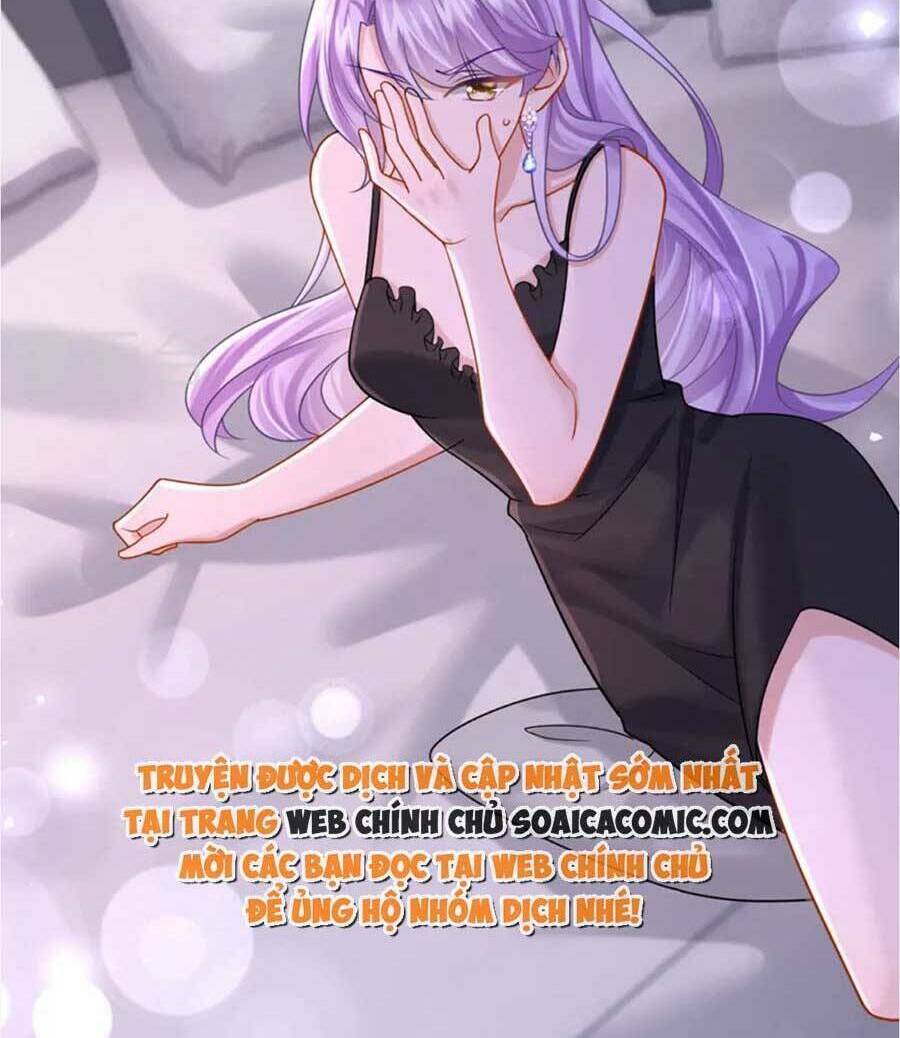 TRUYỆN ĐƯỢC DỊCH VÀ CẬP NHẬT SỚM NHẤT
TẠI TRANG WEB CHÍNH CHỦ SOAICACOMIC.COM
MỜI CÁC BẠN ĐỌC TẠI WEB CHÍNH CHỦ
ĐỂ ỦNG HỘ NHÓM DỊCH NHÉ!